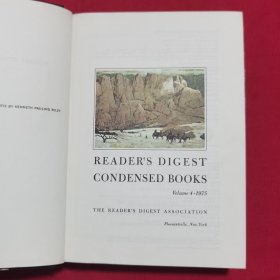 READER'S DIGEST
CONDENSED BOOKS
Volume 4 • 1975
THE READER'S DIGEST ASSOCIATION
Pleasantville, New York